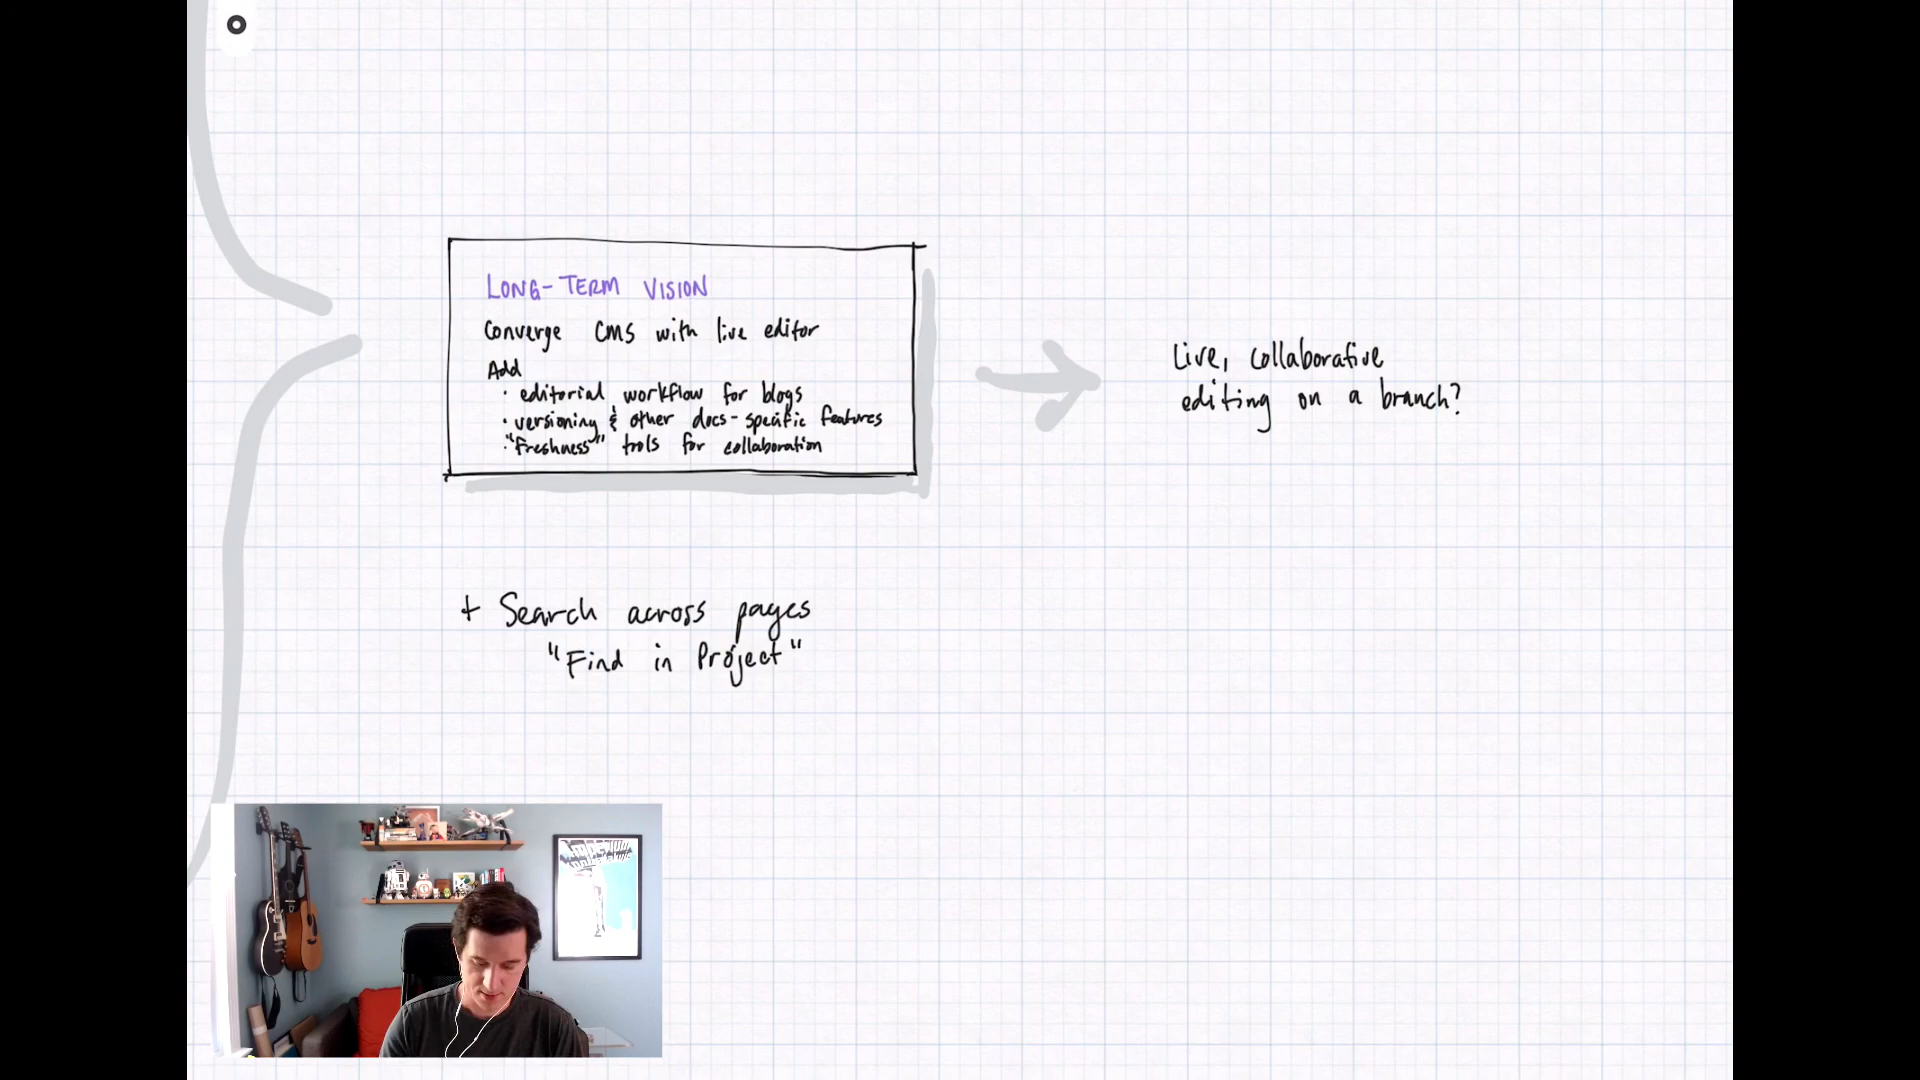 LONG-TERM VISION
Converge CMS with live editor
Add
· editorial workflow for blogs
· versioning & other docs-specific features
· "Freshness" tools for collaboration
Live, collaborative
editing on a branch?
+ Search across pages
"Find in Project"